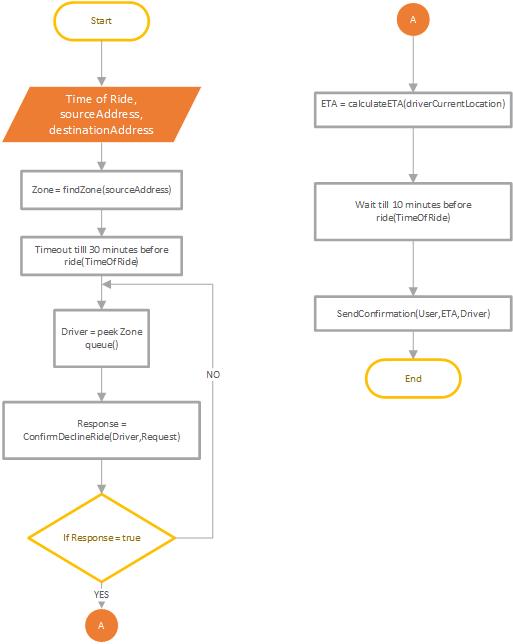 Start
Time of Ride,
sourceAddress,
destinationAddress
Zone = findZone(sourceAddress)
Timeout tilll 30 minutes before
ride(TimeOfRide)
Driver = peek Zone
queue()
NO
Response =
ConfirmDeclineRide(Driver,Request)
If Response = true
YES
A
A
ETA = calculateETA(driverCurrentLocation)
Wait till 10 minutes before
ride(TimeOfRide)
SendConfirmation(User,ETA,Driver)
End